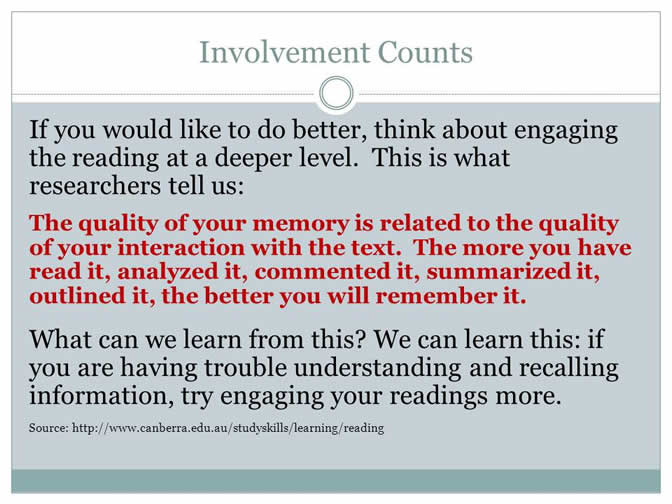 Involvement Counts
If you would like to do better, think about engaging
the reading at a deeper level.  This is what
researchers tell us:
The quality of your memory is related to the quality
of your interaction with the text.  The more you have
read it, analyzed it, commented it, summarized it,
outlined it, the better you will remember it.
What can we learn from this? We can learn this: if
you are having trouble understanding and recalling
information, try engaging your readings more.
Source: http://www.canberra.edu.au/studyskills/learning/reading